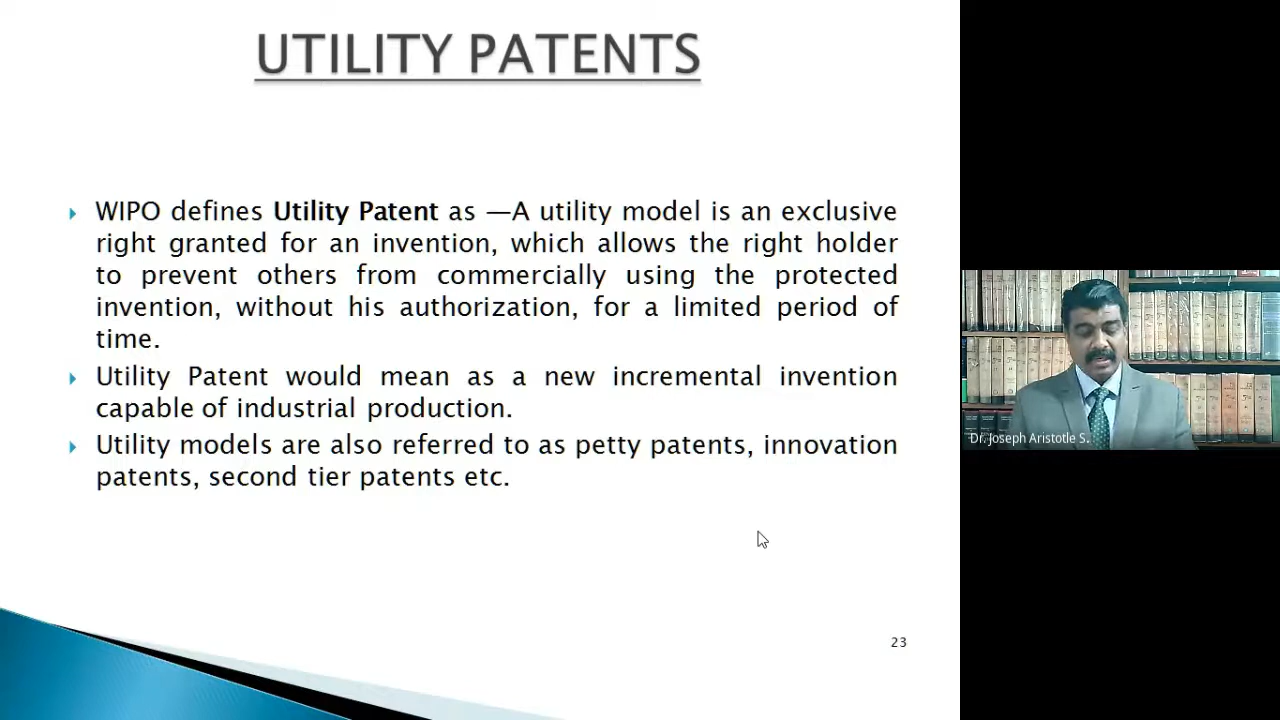 UTILITY PATENTS
WIPO defines Utility Patent as —A utility model is an exclusive
right granted for an invention, which allows the right holder
to prevent others from commercially using the protected
invention, without his authorization, for a limited period of
time.
Utility Patent would mean as a new incremental invention
capable of industrial production.
Utility models are also referred to as petty patents, innovation
patents, second tier patents etc.
Dr. Joseph Aristotle S.
23